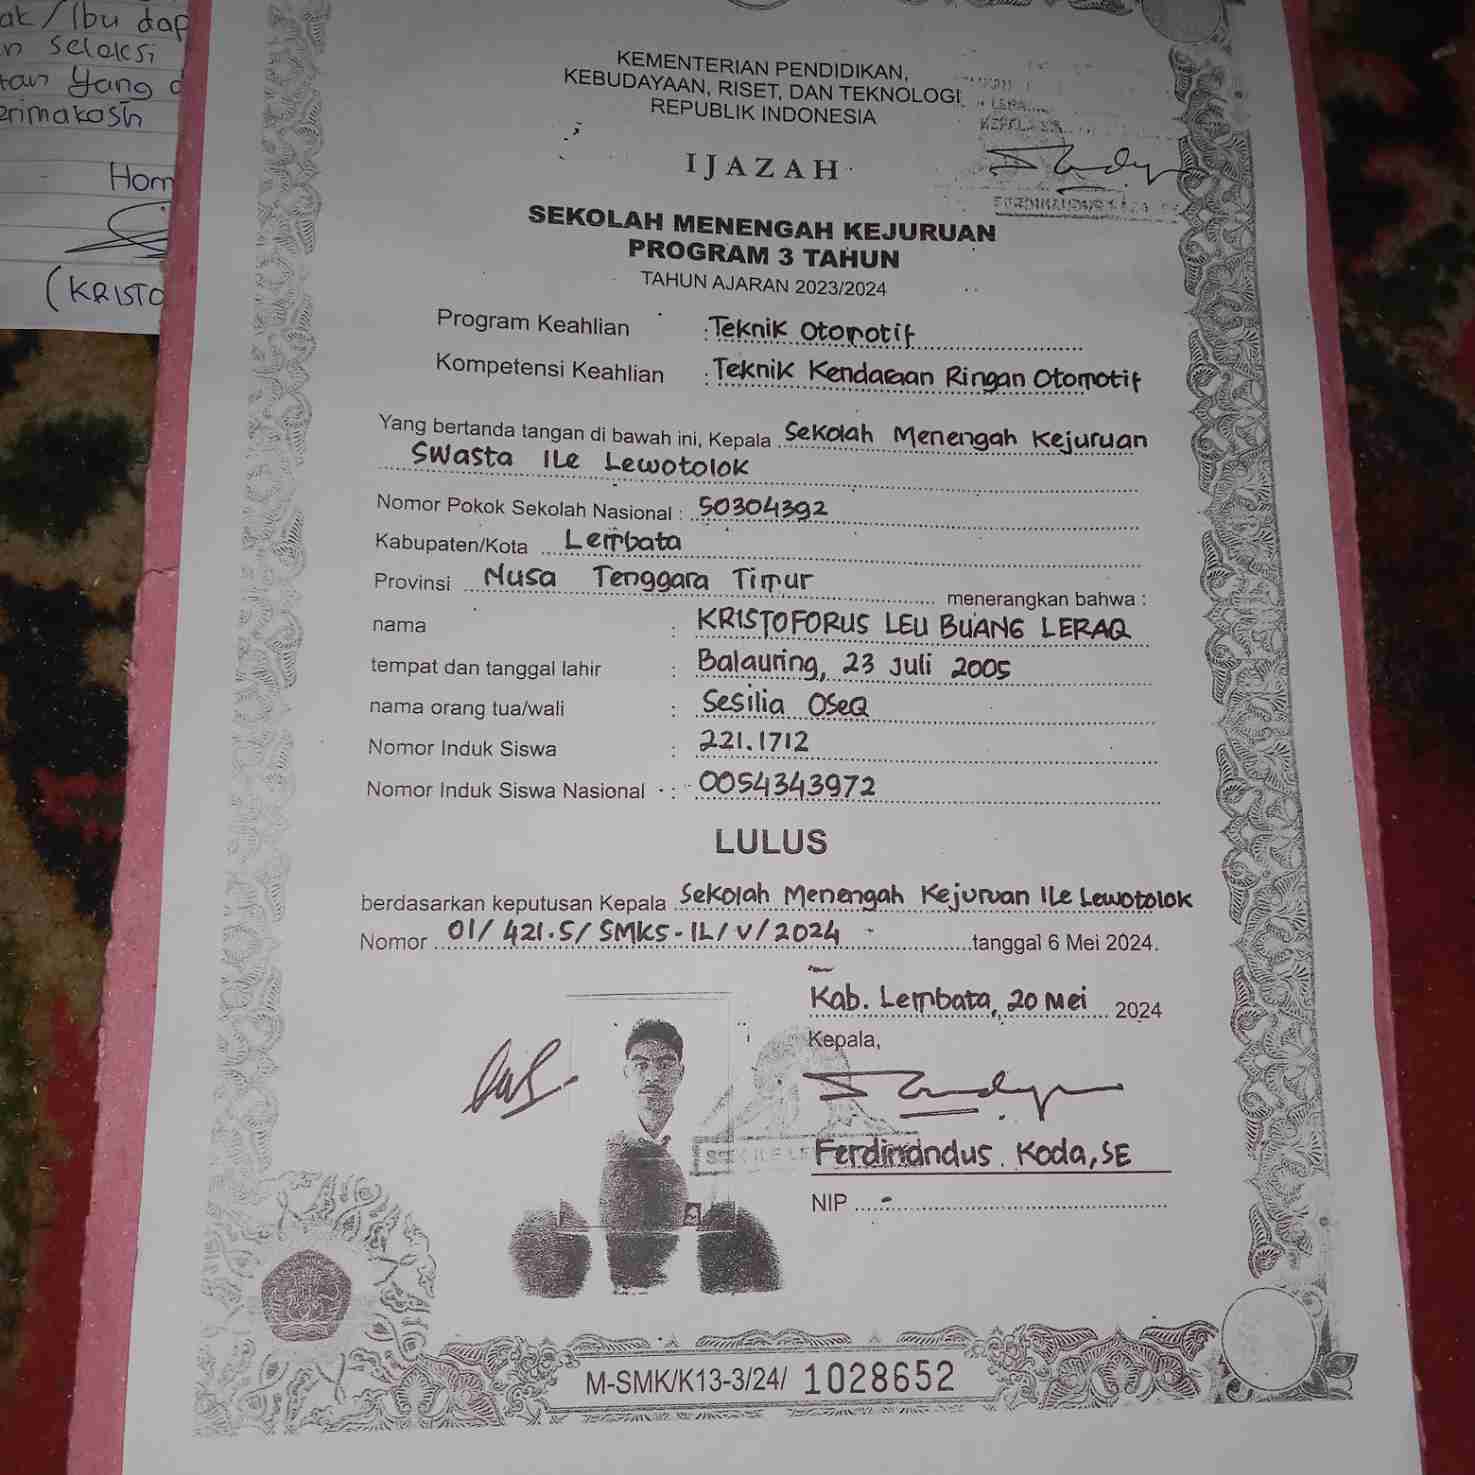 ak/Ibu dap
n seleksi
tan yang d
erimakasih
Horm
(KRISTO
KEMENTERIAN PENDIDIKAN,
KEBUDAYAAN, RISET, DAN TEKNOLOGI
REPUBLIK INDONESIA
IJAZAH
SEKOLAH MENENGAH KEJURUAN
PROGRAM 3 TAHUN
TAHUN AJARAN 2023/2024
Program Keahlian : Teknik Otomotif
Kompetensi Keahlian : Teknik Kendaraan Ringan Otomotif
Yang bertanda tangan di bawah ini, Kepala Sekolah Menengah Kejuruan
Swasta Ile Lewotolok
Nomor Pokok Sekolah Nasional : 50304392
Kabupaten/Kota Lembata
Provinsi Nusa Tenggara Timur menerangkan bahwa :
nama : KRISTOFORUS LEU BUANG LERAQ
tempat dan tanggal lahir : Balauring, 23 Juli 2005
nama orang tua/wali : Sesilia OseQ
Nomor Induk Siswa : 221.1712
Nomor Induk Siswa Nasional : 0054343972
LULUS
berdasarkan keputusan Kepala Sekolah Menengah Kejuruan Ile Lewotolok
Nomor 01/421.5/SMKS-IL/V/2024 tanggal 6 Mei 2024.
Kab. Lembata, 20 Mei 2024
Kepala,
Ferdinandus Koda, SE
NIP -
M-SMK/K13-3/24/ 1028652